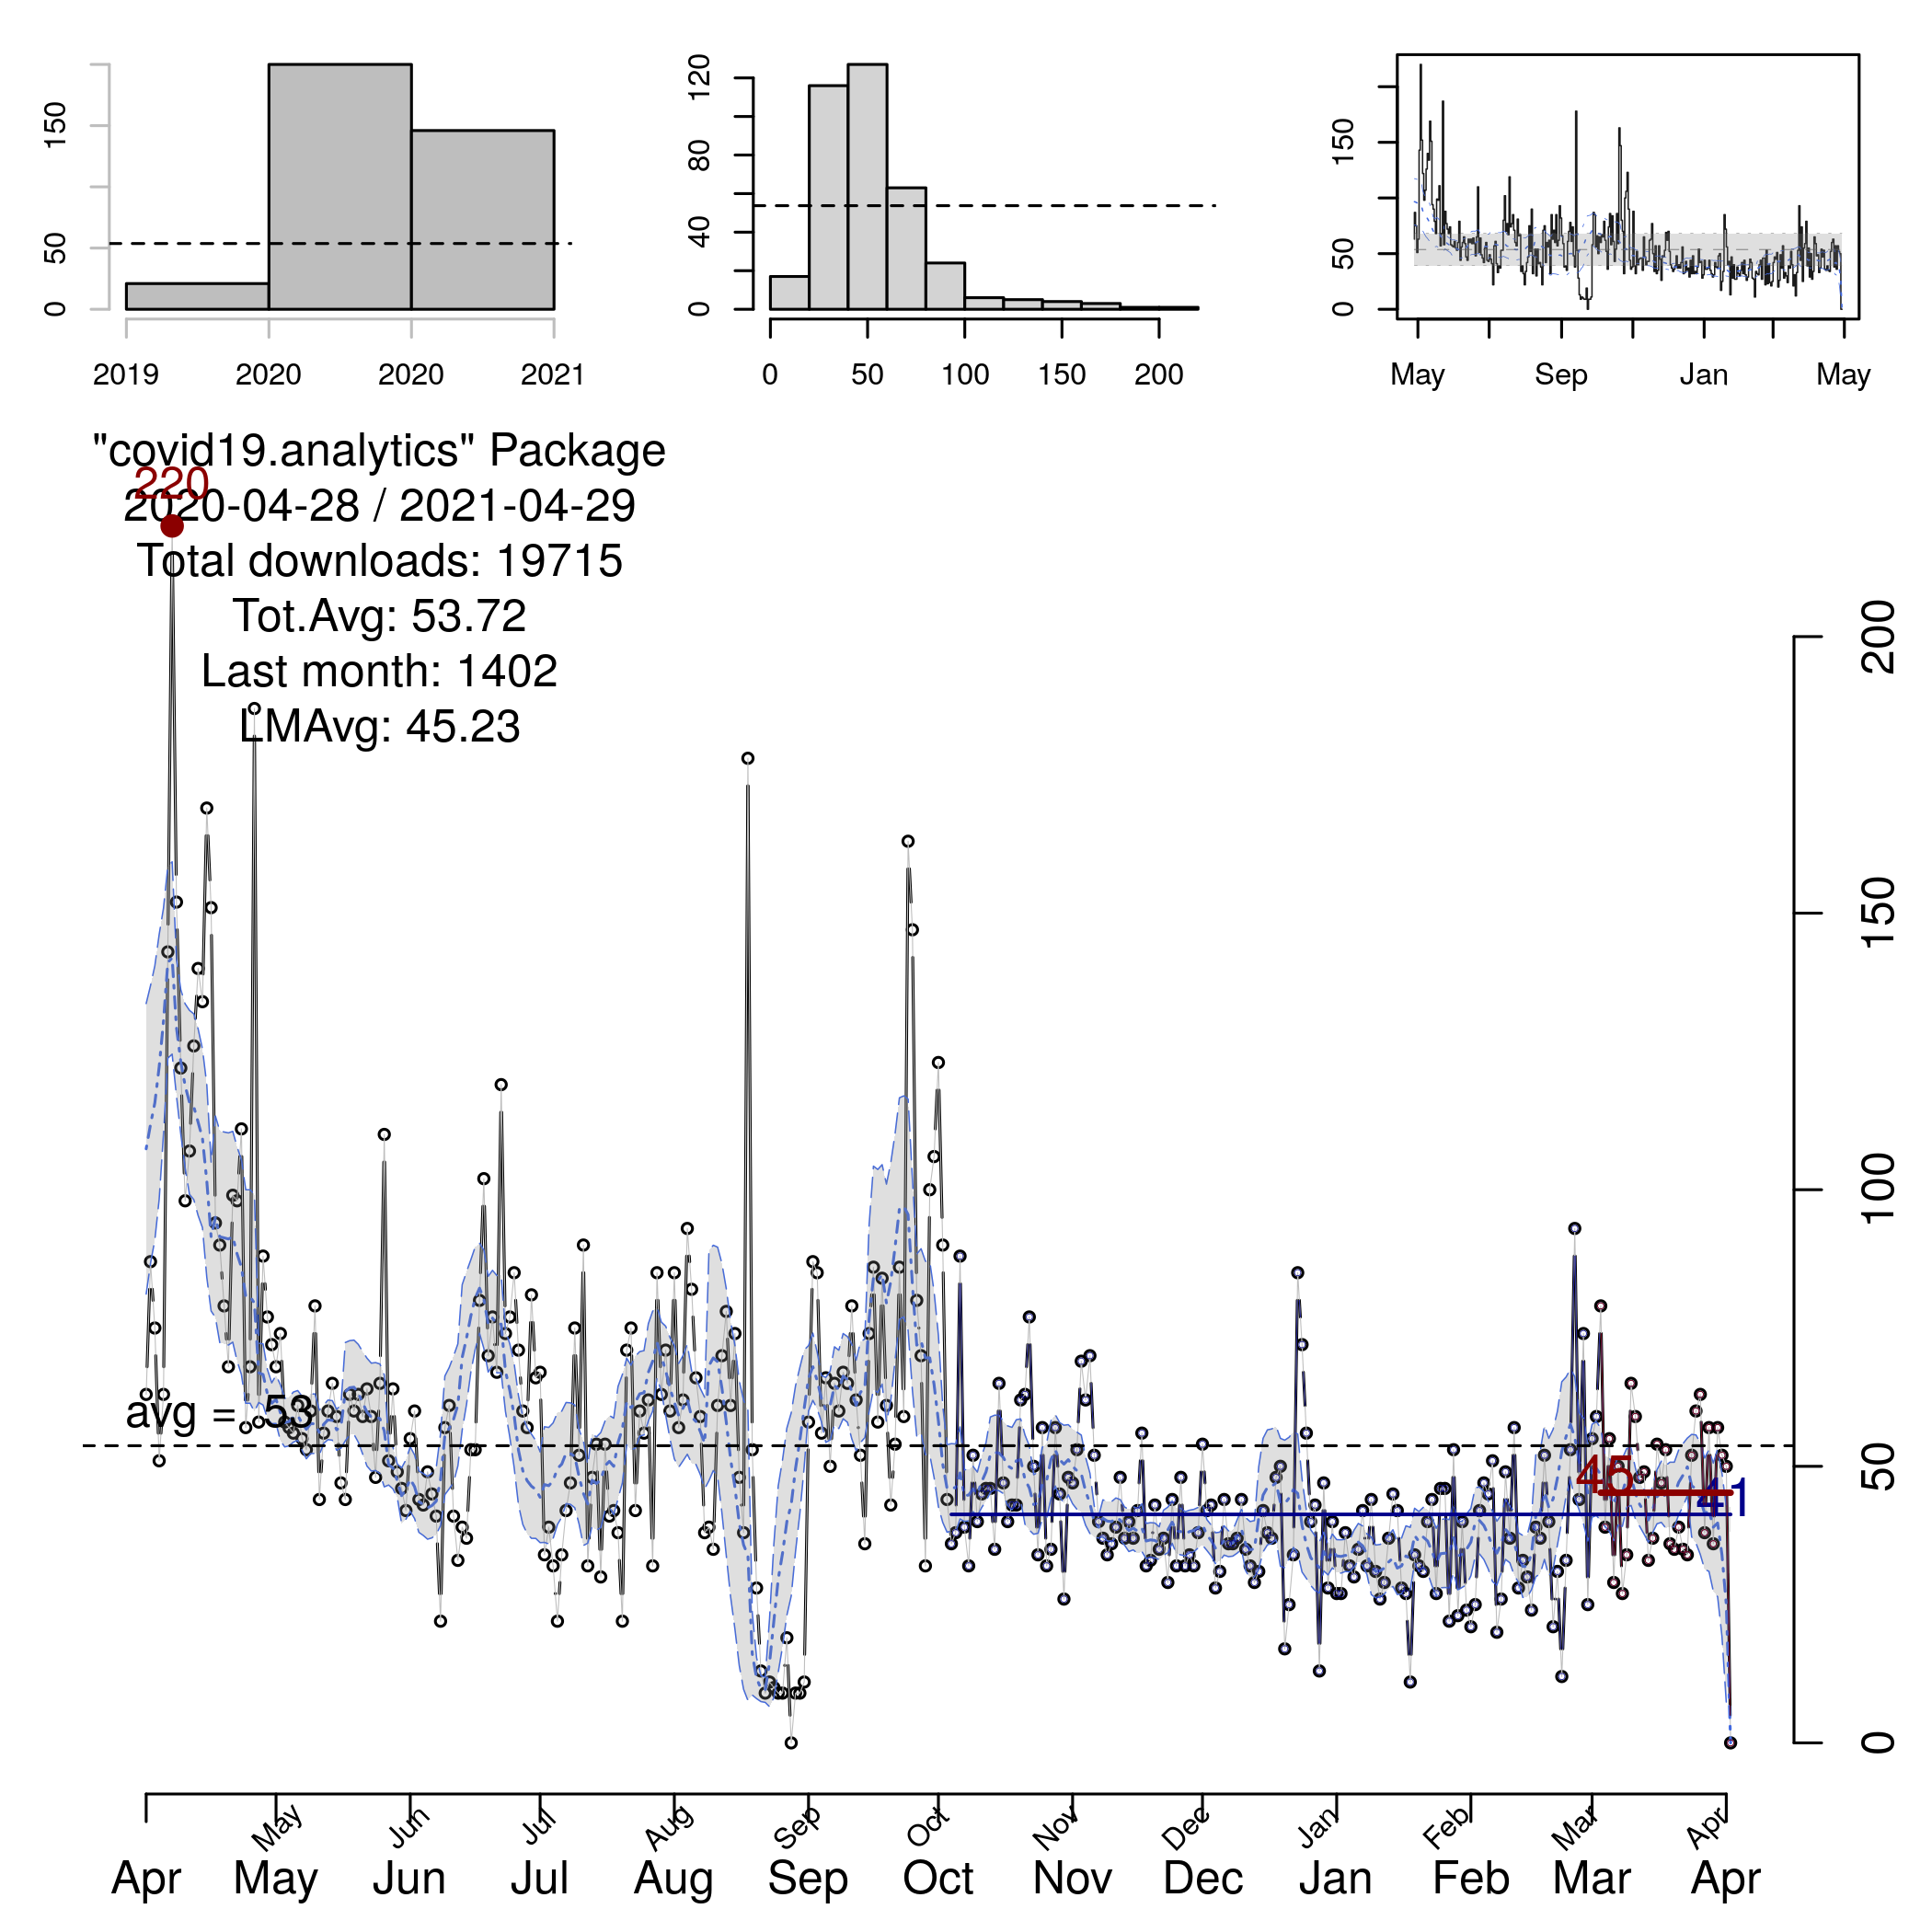 150
50
0
2019 2020 2020 2021
120
80
40
0
0 50 100 150 200
150
50
0
May Sep Jan May
"covid19.analytics" Package
220
2020-04-28 / 2021-04-29
Total downloads: 19715
Tot.Avg: 53.72
Last month: 1402
LMAvg: 45.23
200
150
100
50
0
avg = 53
45
41
May Jun Jul Aug Sep Oct Nov Dec Jan Feb Mar Apr
Apr May Jun Jul Aug Sep Oct Nov Dec Jan Feb Mar Apr